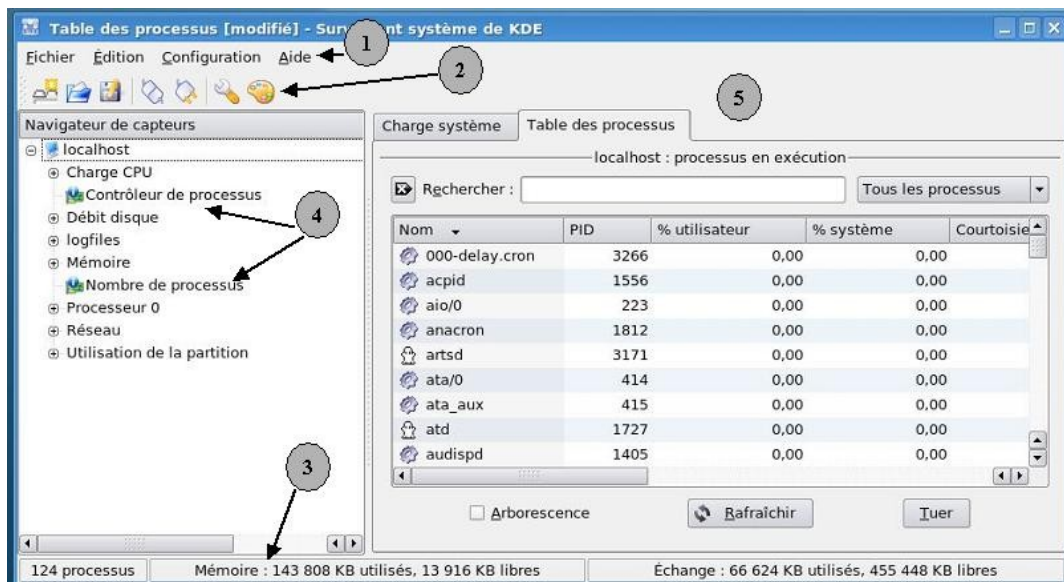 Table des processus [modifié] - Sur nt système de KDE
1
Fichier Édition Configuration Aide
2
5
Navigateur de capteurs
Charge système Table des processus
localhost
localhost : processus en exécution
Charge CPU
Rechercher : Tous les processus
Contrôleur de processus
4
Débit disque
logfiles
Mémoire
Nombre de processus
Processeur 0
Réseau
Utilisation de la partition
Nom PID % utilisateur % système Courtoisie
000-delay.cron 3266 0,00 0,00
acpid 1556 0,00 0,00
aio/0 223 0,00 0,00
anacron 1812 0,00 0,00
artsd 3171 0,00 0,00
ata/0 414 0,00 0,00
ata_aux 415 0,00 0,00
atd 1727 0,00 0,00
audispd 1405 0,00 0,00
3
Arborescence Rafraîchir Tuer
124 processus Mémoire : 143 808 KB utilisés, 13 916 KB libres Échange : 66 624 KB utilisés, 455 448 KB libres